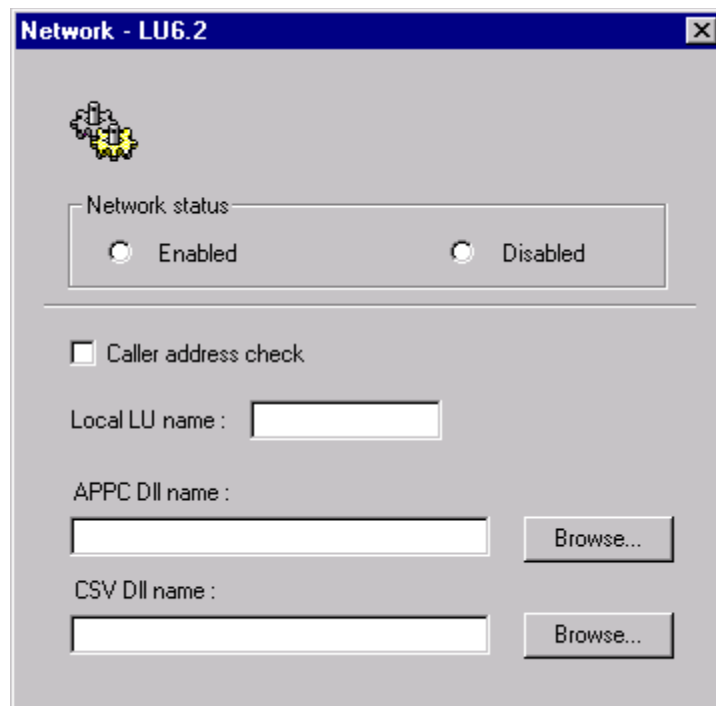 Network - LU6.2
Network status
Enabled
Disabled
Caller address check
Local LU name :
APPC Dll name :
Browse...
CSV Dll name :
Browse...